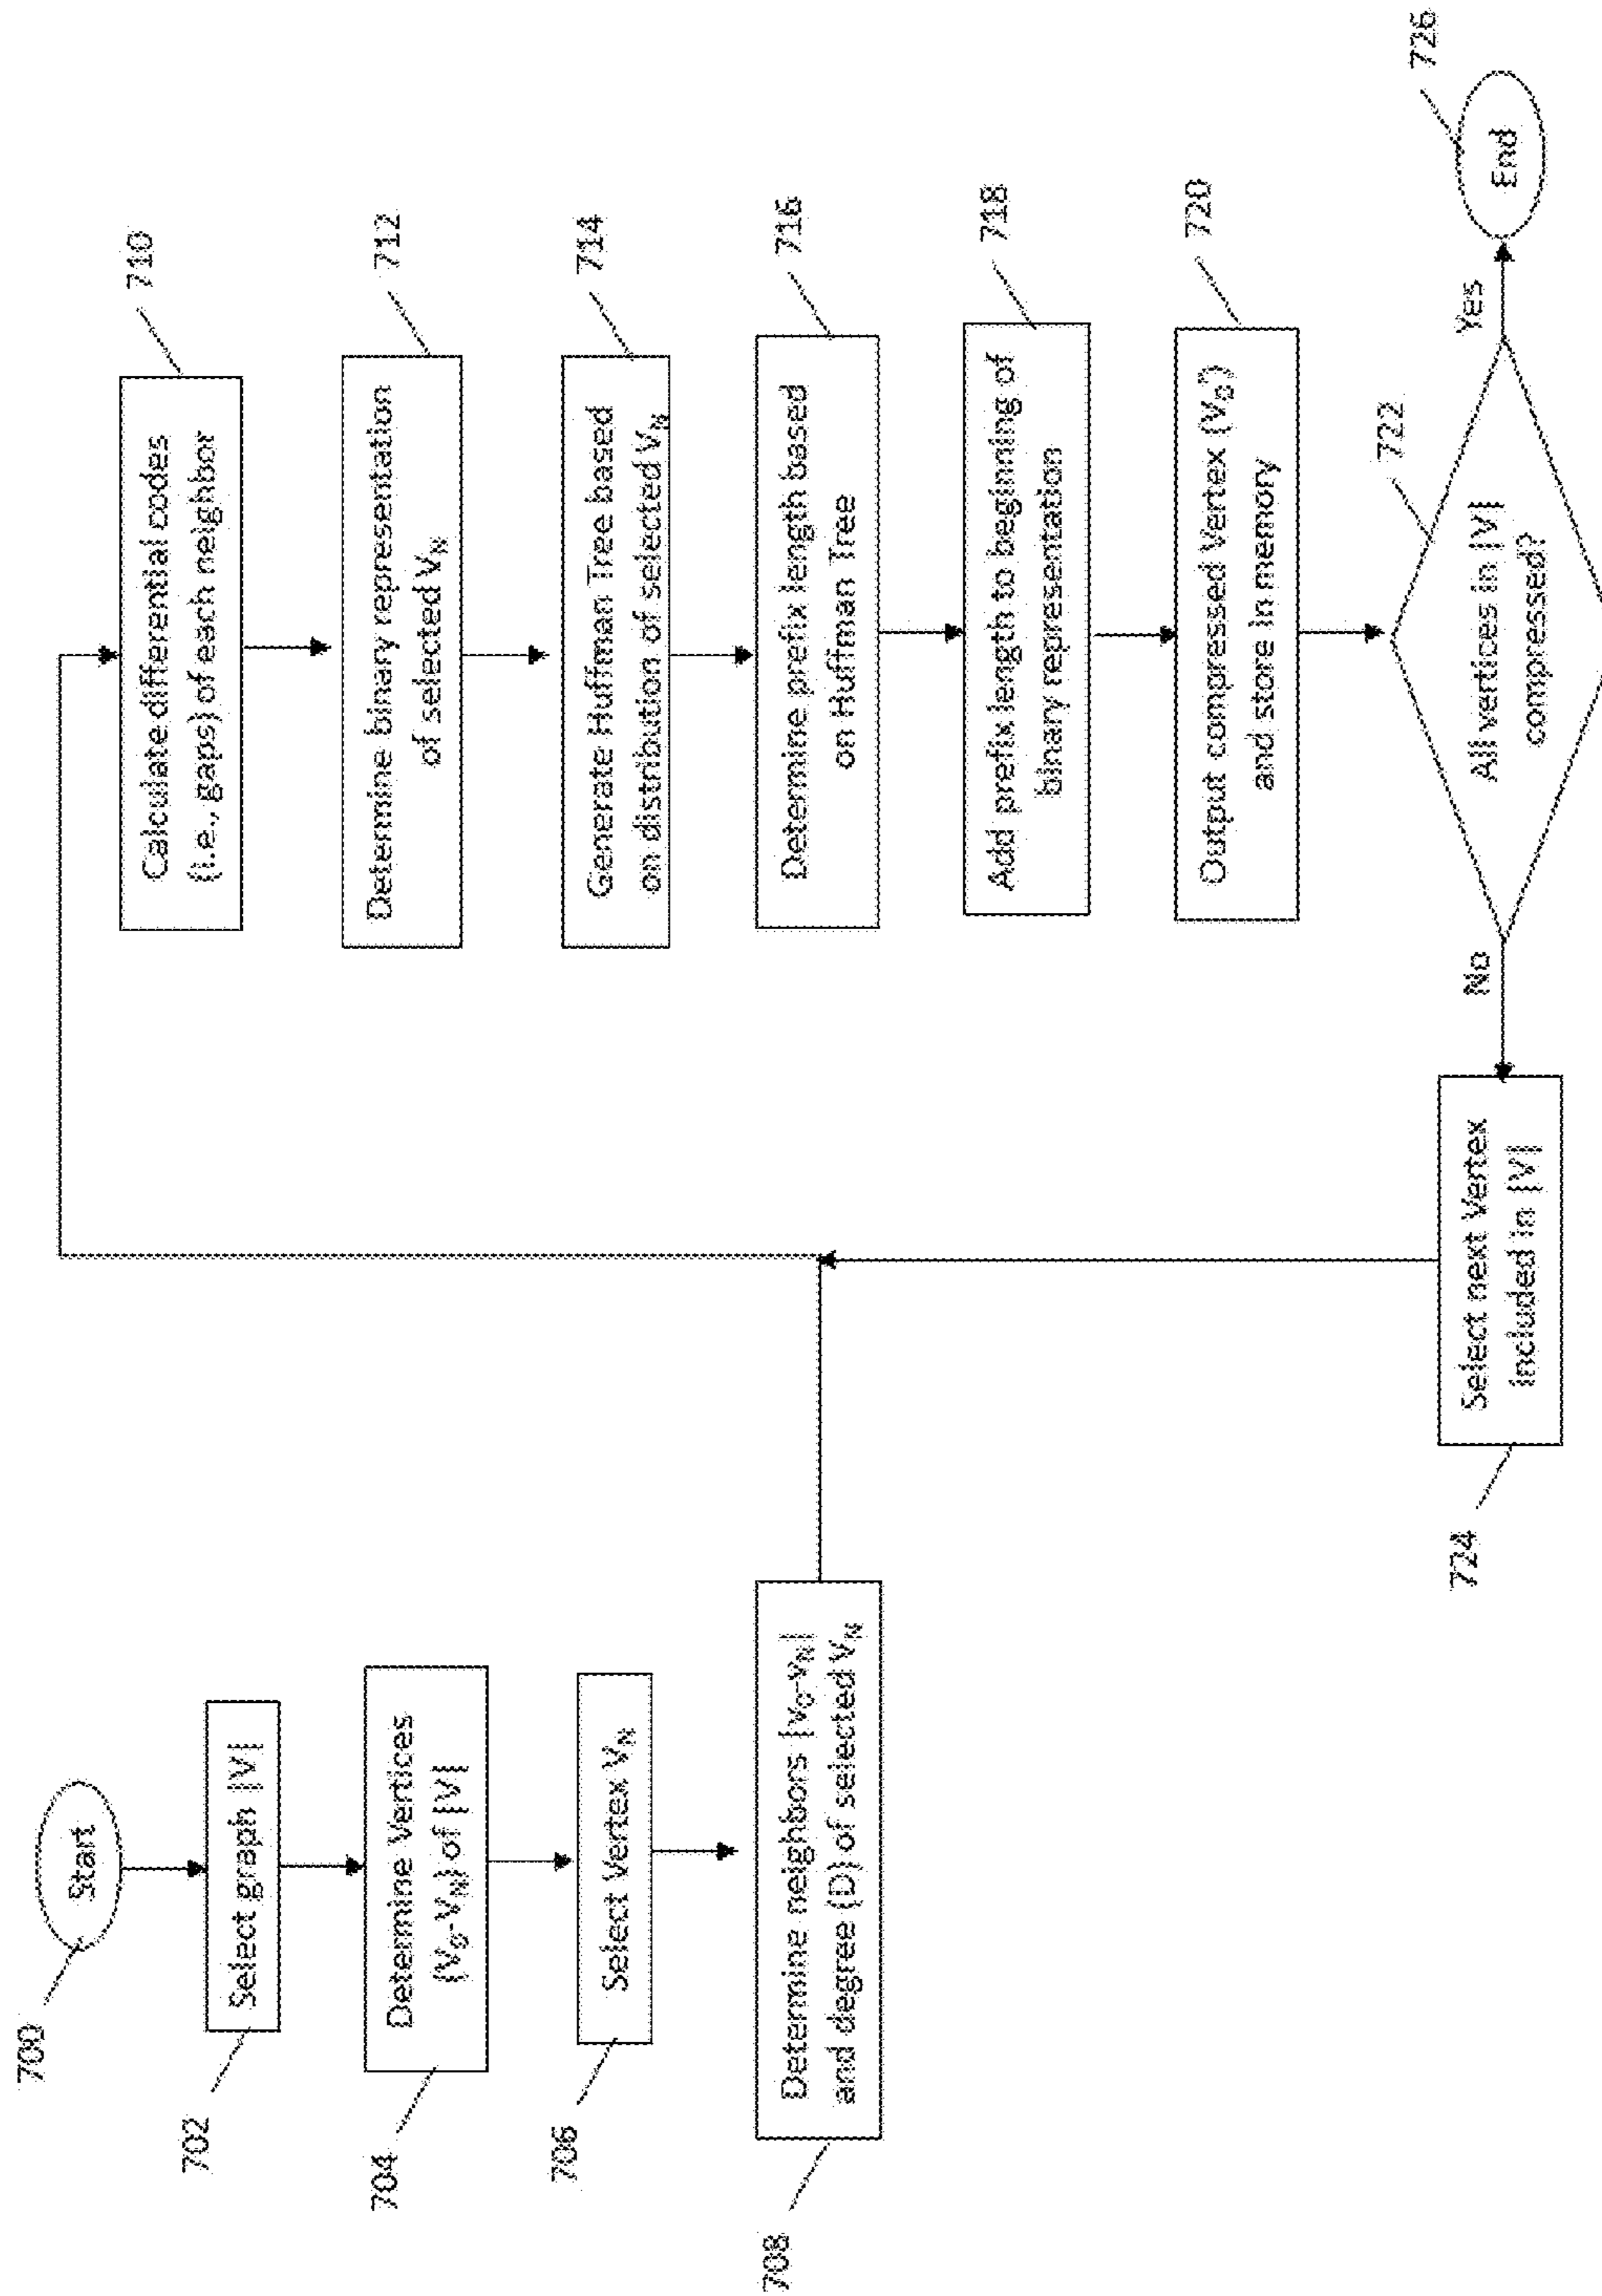 700
Start
702
Select graph |V|
704
Determine Vertices
(V0-VN) of |V|
706
Select Vertex VN
708
Determine neighbors |v0-vN|
and degree (D) of selected VN
710
Calculate differential codes
(i.e., gaps) of each neighbor
712
Determine binary representation
of selected VN
714
Generate Huffman Tree based
on distribution of selected VN
716
Determine prefix length based
on Huffman Tree
718
Add prefix length to beginning of
binary representation
720
Output compressed Vertex (V0')
and store in memory
722
All vertices in |V|
compressed?
Yes
726
End
No
724
Select next Vertex
included in |V|